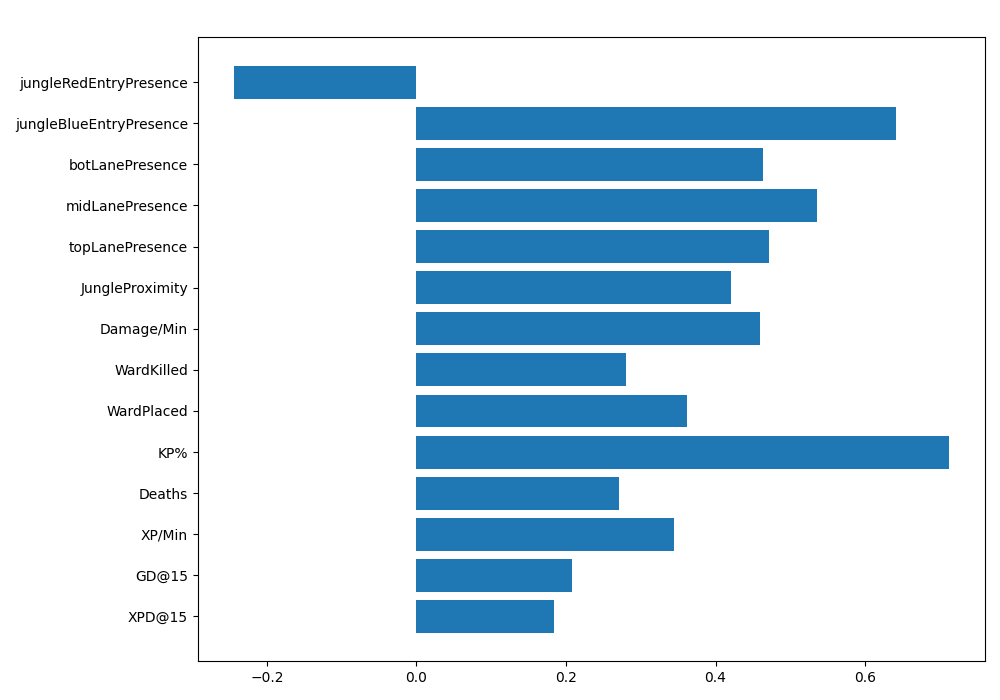 jungleRedEntryPresence
jungleBlueEntryPresence
botLanePresence
midLanePresence
topLanePresence
JungleProximity
Damage/Min
WardKilled
WardPlaced
KP%
Deaths
XP/Min
GD@15
XPD@15
−0.2 0.0 0.2 0.4 0.6